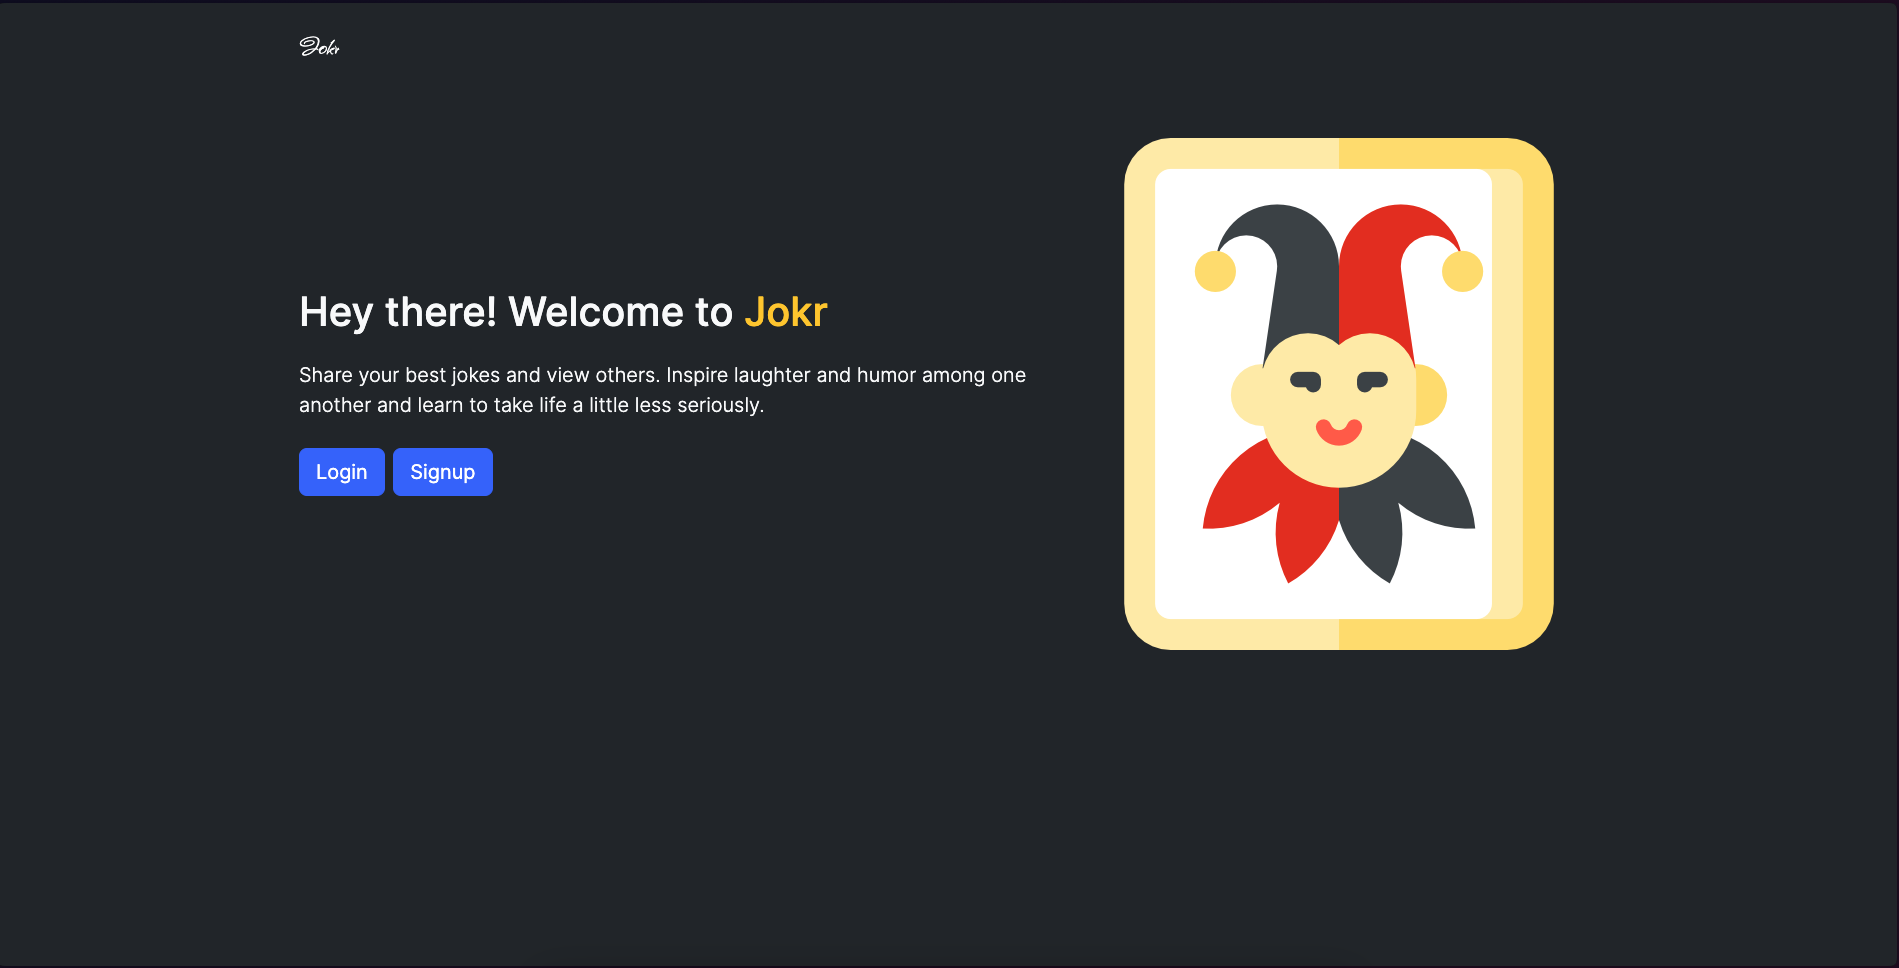 Jokr
Hey there! Welcome to Jokr
Share your best jokes and view others. Inspire laughter and humor among one
another and learn to take life a little less seriously.
Login Signup